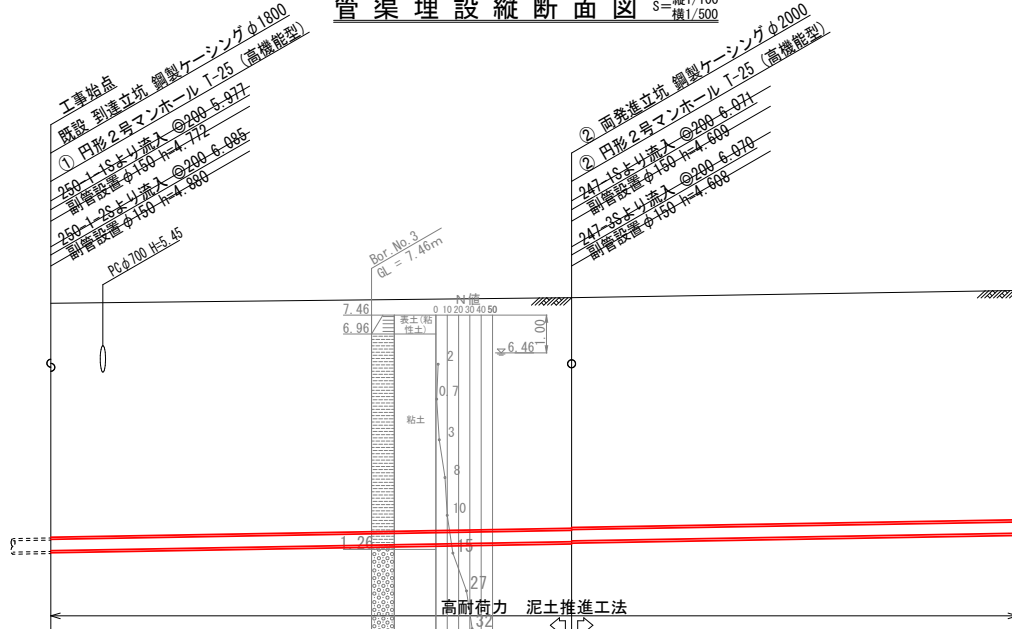 管渠埋設縦断面図 S=縦1/100
横1/500
工事始点
既設 到達立坑 鋼製ケーシングφ1800
① 円形2号マンホール T-25 (高機能型)
250-1-1Sより流入 ◎200 5.977
副管設置φ150 h=4.772
250-1-2Sより流入 ◎200 6.085
副管設置φ150 h=4.880
PCφ700 H=5.45
② 両発進立坑 鋼製ケーシングφ2000
② 円形2号マンホール T-25 (高機能型)
247-1Sより流入 ◎200 6.071
副管設置φ150 h=4.609
247-3Sより流入 ◎200 6.070
副管設置φ150 h=4.608
Bor.No.3
GL = 7.46m
N値
7.46
0 10 20 30 40 50
表土(粘
性土)
6.96
1.00
6.46
2
0.7
粘土
3
8
10
1.26
15
27
高耐荷力 泥土推進工法
32